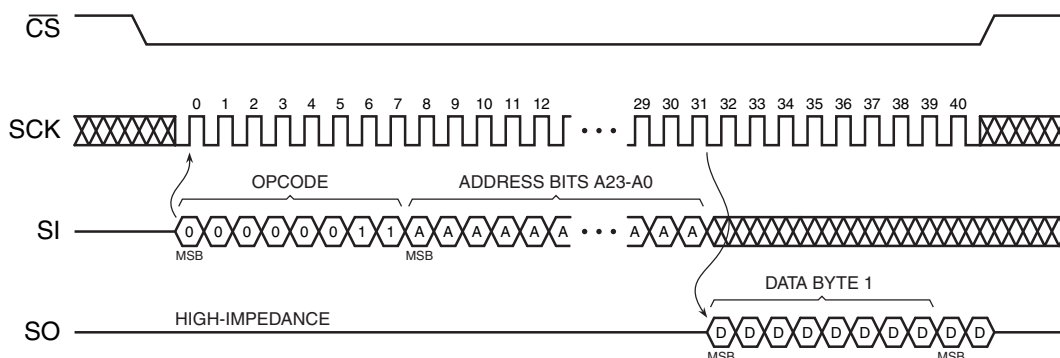 CS
0 1 2 3 4 5 6 7 8 9 10 11 12 29 30 31 32 33 34 35 36 37 38 39 40
SCK
OPCODE ADDRESS BITS A23-A0
SI 0 0 0 0 0 0 1 1 A A A A A A A A A
MSB MSB
DATA BYTE 1
SO HIGH-IMPEDANCE D D D D D D D D D D
MSB MSB